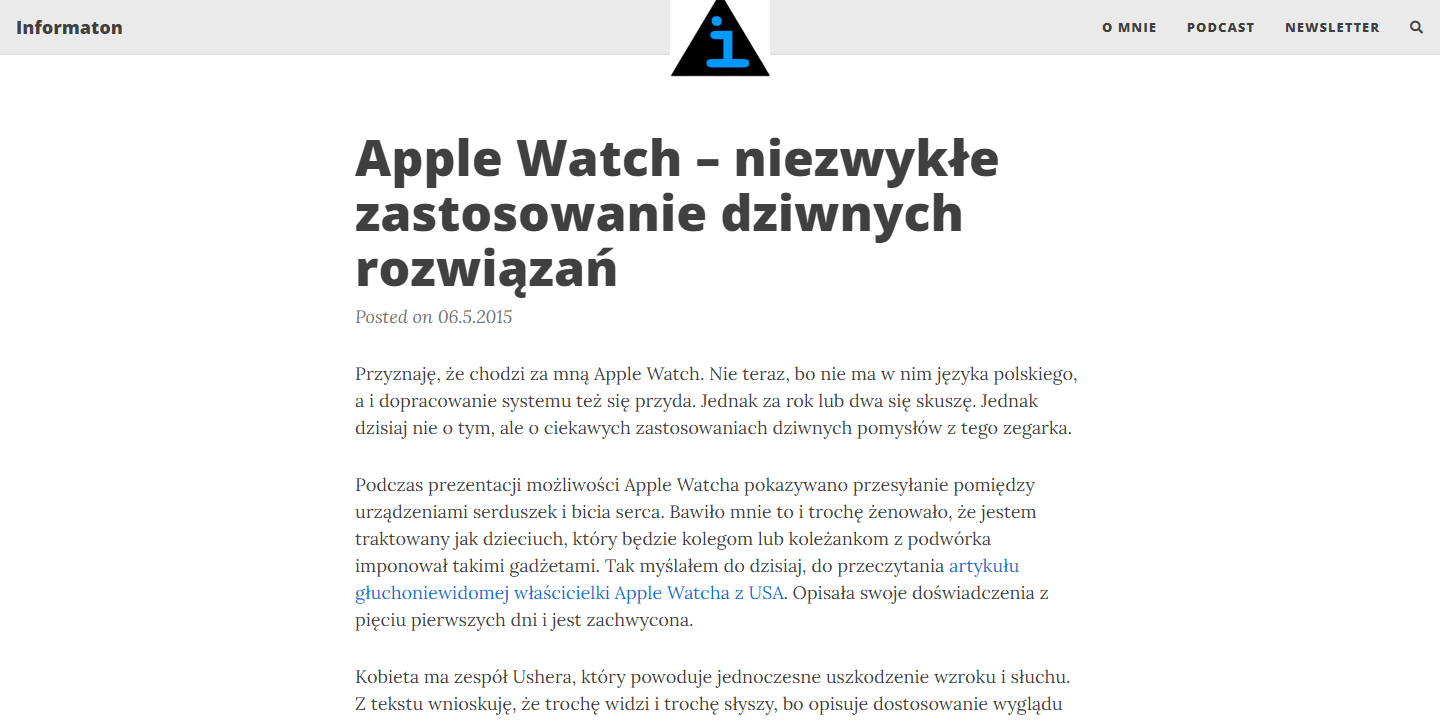 Informaton
i
O MNIE
PODCAST
NEWSLETTER
Apple Watch – niezwykłe
zastosowanie dziwnych
rozwiązań
Posted on 06.5.2015
Przyznaję, że chodzi za mną Apple Watch. Nie teraz, bo nie ma w nim języka polskiego,
a i dopracowanie systemu też się przyda. Jednak za rok lub dwa się skuszę. Jednak
dzisiaj nie o tym, ale o ciekawych zastosowaniach dziwnych pomysłów z tego zegarka.
Podczas prezentacji możliwości Apple Watcha pokazywano przesyłanie pomiędzy
urządzeniami serduszek i bicia serca. Bawiło mnie to i trochę żenowało, że jestem
traktowany jak dzieciuch, który będzie kolegom lub koleżankom z podwórka
imponował takimi gadżetami. Tak myślałem do dzisiaj, do przeczytania artykułu
głuchoniewidomej właścicielki Apple Watcha z USA. Opisała swoje doświadczenia z
pięciu pierwszych dni i jest zachwycona.
Kobieta ma zespół Ushera, który powoduje jednoczesne uszkodzenie wzroku i słuchu.
Z tekstu wnioskuję, że trochę widzi i trochę słyszy, bo opisuje dostosowanie wyglądu